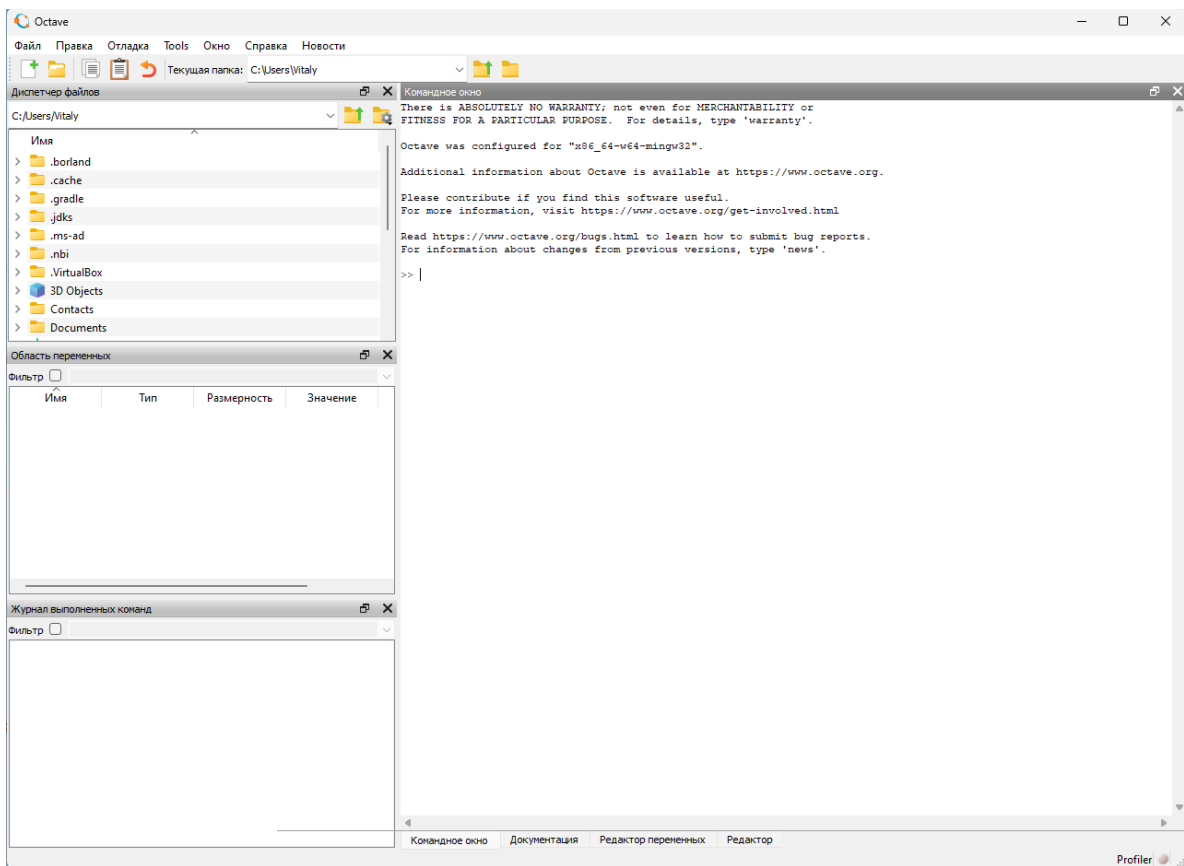 Octave
Файл Правка Отладка Tools Окно Справка Новости
Текущая папка: C:\Users\Vitaly
Диспетчер файлов
C:/Users/Vitaly
Имя
.borland
.cache
.gradle
.jdks
.ms-ad
.nbi
.VirtualBox
3D Objects
Contacts
Documents
Область переменных
Фильтр
Имя Тип Размерность Значение
Журнал выполненных команд
Фильтр
Командное окно
There is ABSOLUTELY NO WARRANTY; not even for MERCHANTABILITY or
FITNESS FOR A PARTICULAR PURPOSE.  For details, type 'warranty'.
Octave was configured for "x86_64-w64-mingw32".
Additional information about Octave is available at https://www.octave.org.
Please contribute if you find this software useful.
For more information, visit https://www.octave.org/get-involved.html
Read https://www.octave.org/bugs.html to learn how to submit bug reports.
For information about changes from previous versions, type 'news'.
>>
Командное окно Документация Редактор переменных Редактор
Profiler